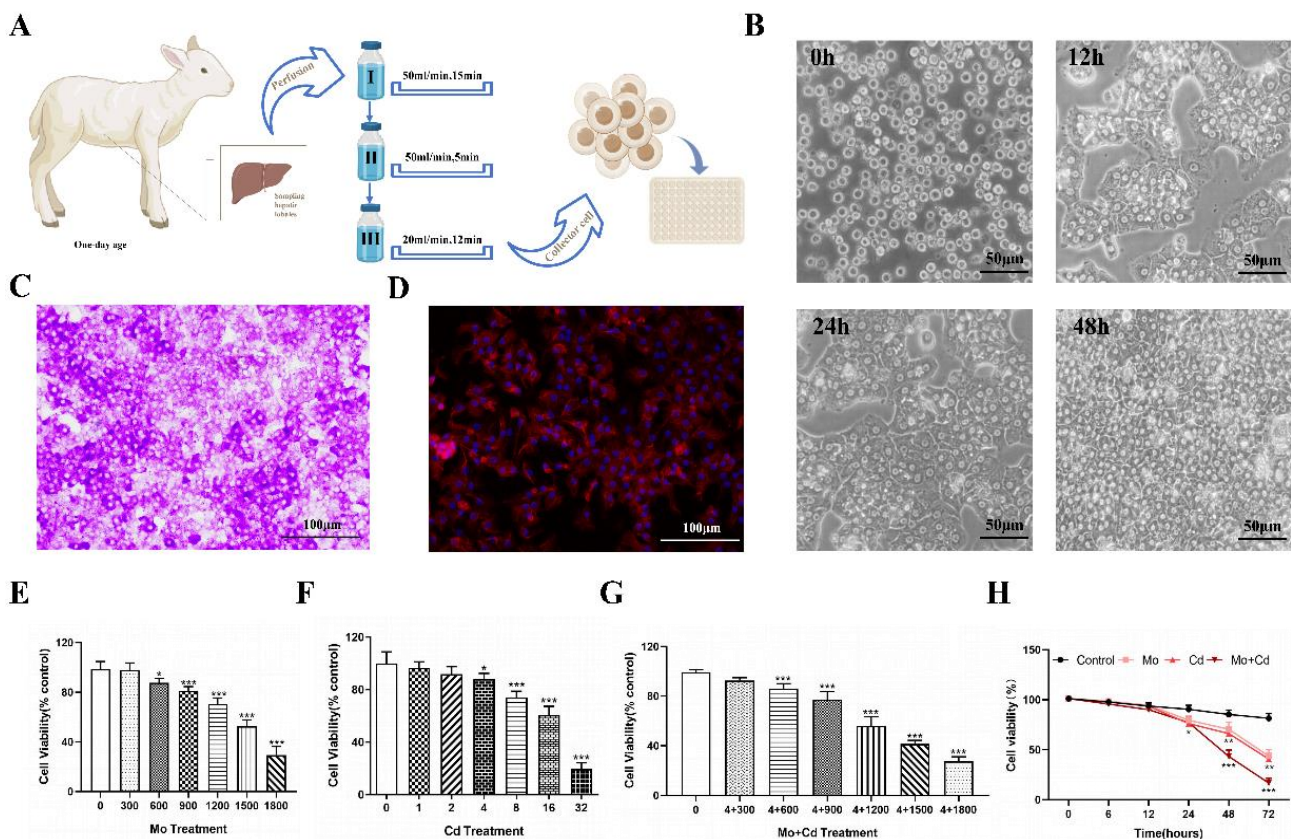 A
One-day age
Perfusion
I
50ml/min,15min
II
50ml/min,5min
III
20ml/min,12min
Collector cell
B
0h
50μm
12h
50μm
24h
50μm
48h
50μm
C
100μm
D
100μm
E
Cell Viability(% control)
120
80
40
0
*
***
***
***
***
0 300 600 900 1200 1500 1800
Mo Treatment
F
Cell Viability(% control)
120
80
40
0
*
***
***
***
0 1 2 4 8 16 32
Cd Treatment
G
Cell Viability(% control)
120
80
40
0
***
***
***
***
***
0 4+300 4+600 4+900 4+1200 4+1500 4+1800
Mo+Cd Treatment
H
Control Mo Cd Mo+Cd
Cell viability(%)
150
100
50
0
*
**
***
**
***
0 6 12 24 48 72
Time(hours)